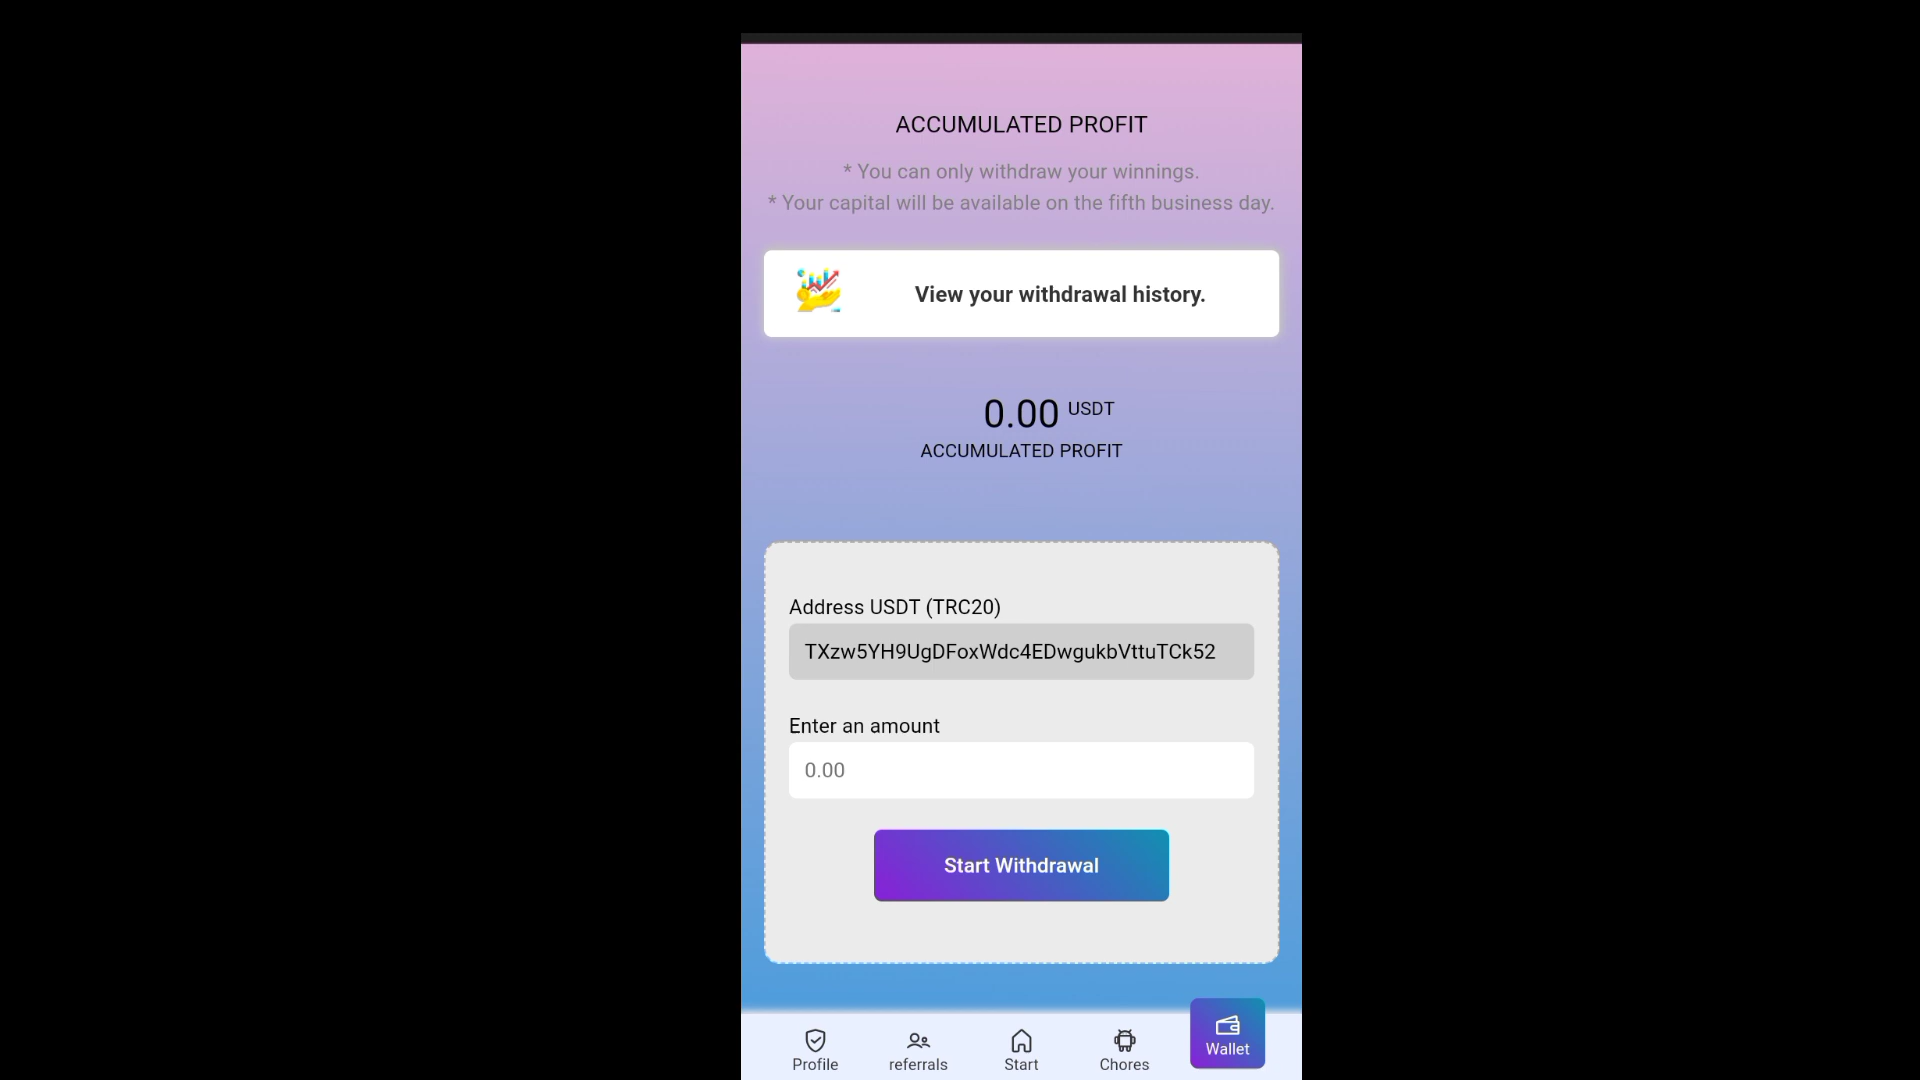 ACCUMULATED PROFIT
* You can only withdraw your winnings.
* Your capital will be available on the fifth business day.
View your withdrawal history.
0.00 USDT
ACCUMULATED PROFIT
Address USDT (TRC20)
TXzw5YH9UgDFoxWdc4EDwgukbVttuTCk52
Enter an amount
0.00
Start Withdrawal
Profile
referrals
Start
Chores
Wallet